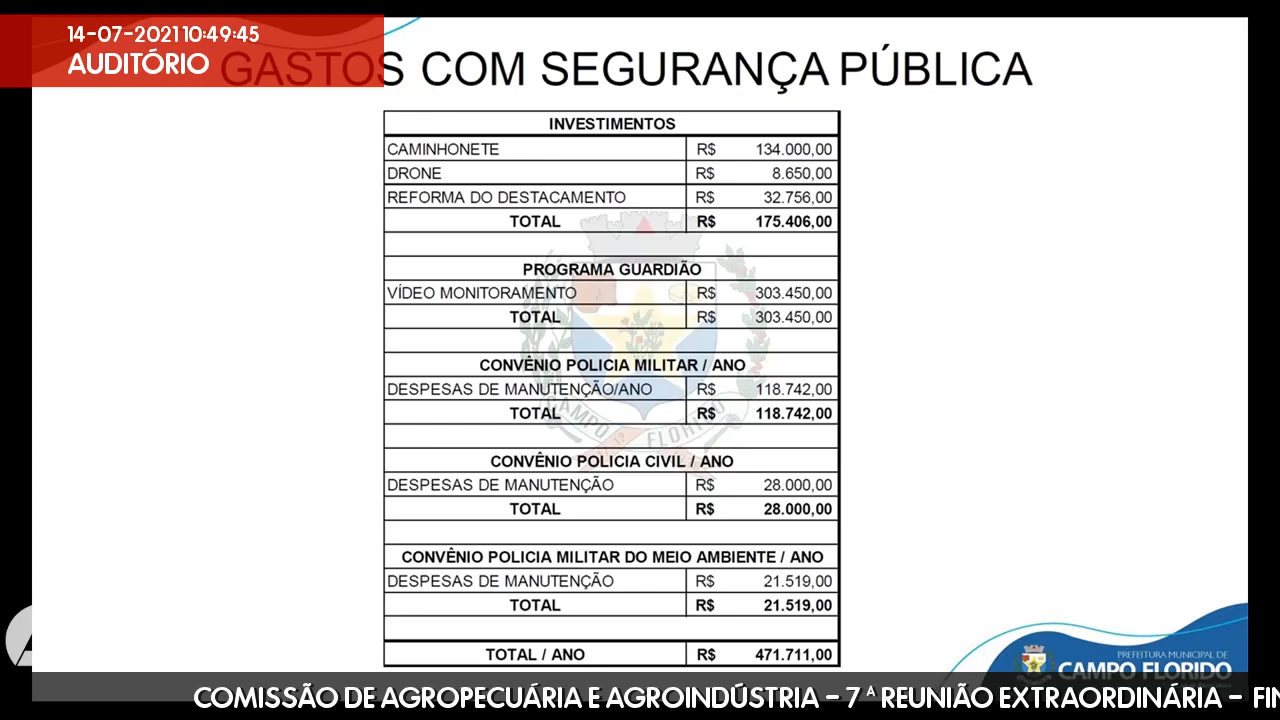 14-07-2021 10:49:45
AUDITÓRIO
GASTOS COM SEGURANÇA PÚBLICA
INVESTIMENTOS
CAMINHONETE R$ 134.000,00
DRONE R$ 8.650,00
REFORMA DO DESTACAMENTO R$ 32.756,00
TOTAL R$ 175.406,00
PROGRAMA GUARDIÃO
VÍDEO MONITORAMENTO R$ 303.450,00
TOTAL R$ 303.450,00
CONVÊNIO POLICIA MILITAR / ANO
DESPESAS DE MANUTENÇÃO/ANO R$ 118.742,00
TOTAL R$ 118.742,00
CAMPO FLORIDO
CONVÊNIO POLICIA CIVIL / ANO
DESPESAS DE MANUTENÇÃO R$ 28.000,00
TOTAL R$ 28.000,00
CONVÊNIO POLICIA MILITAR DO MEIO AMBIENTE / ANO
DESPESAS DE MANUTENÇÃO R$ 21.519,00
TOTAL R$ 21.519,00
TOTAL / ANO R$ 471.711,00
PREFEITURA MUNICIPAL DE
CAMPO FLORIDO
COMISSÃO DE AGROPECUÁRIA E AGROINDÚSTRIA - 7ª REUNIÃO EXTRAORDINÁRIA - FIN